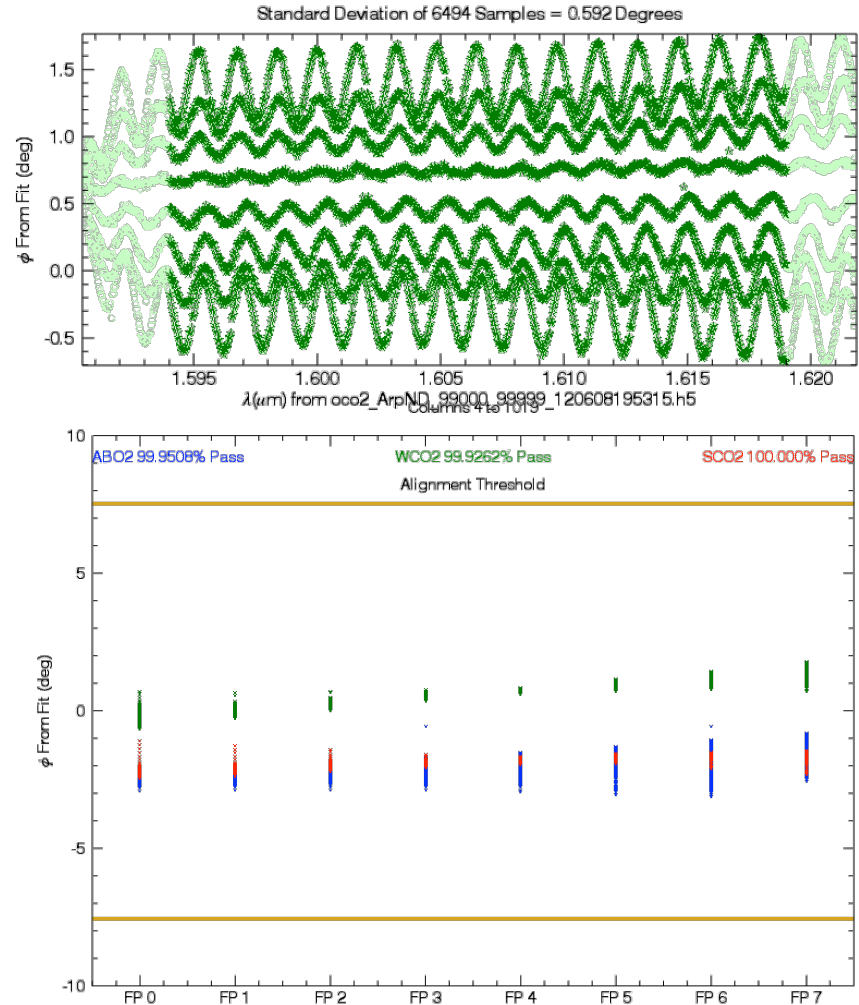 Standard Deviation of 6494 Samples = 0.592 Degrees
1.5
1.0
0.5
0.0
-0.5
ϕ From Fit (deg)
1.595 1.600 1.605 1.610 1.615 1.620
λ(μm) from oco2_ArpND_99000_99999_120608195315.h5
Columns 4 to 1019
10
ABO2 99.9508% Pass WCO2 99.9262% Pass SCO2 100.000% Pass
Alignment Threshold
5
0
-5
-10
ϕ From Fit (deg)
FP 0 FP 1 FP 2 FP 3 FP 4 FP 5 FP 6 FP 7